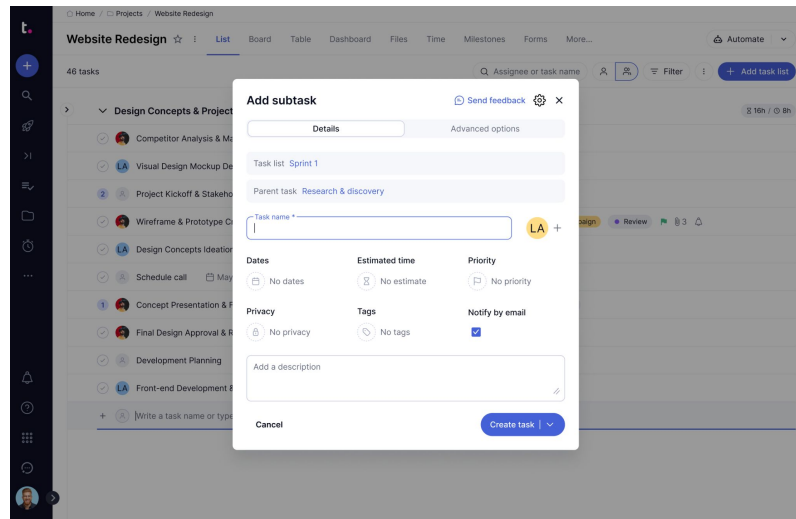 Home / Projects / Website Redesign
t.
Website Redesign List Board Table Dashboard Files Time Milestones Forms More... Automate
46 tasks Assignee or task name Filter + Add task list
Add subtask Send feedback
Design Concepts & Project 16h / 8h
Details Advanced options
Competitor Analysis & Ma
Task list Sprint 1
LA Visual Design Mockup De
Parent task Research & discovery
2 Project Kickoff & Stakeho
Task name *
Wireframe & Prototype C LA + paign Review 3
LA Design Concepts Ideation
Dates Estimated time Priority
Schedule call May
No dates No estimate No priority
1 Concept Presentation & F
Privacy Tags Notify by email
Final Design Approval & R
No privacy No tags
Development Planning
Add a description
LA Front-end Development &
+ Write a task name or type
Cancel Create task